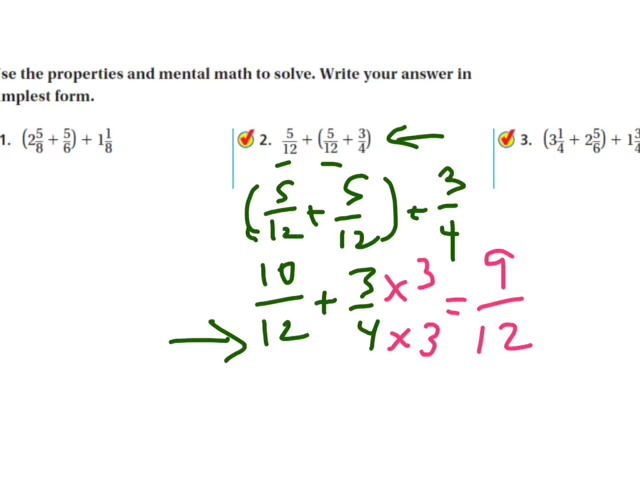 se the properties and mental math to solve. Write your answer in
mplest form.
1. (2 5/8 + 5/6) + 1 1/8
2. 5/12 + (5/12 + 3/4)
3. (3 1/4 + 2 5/6) + 1 3/4
(5/12 + 5/12) + 3/4
10/12 + 3/4 × 3 × 3 = 9/12